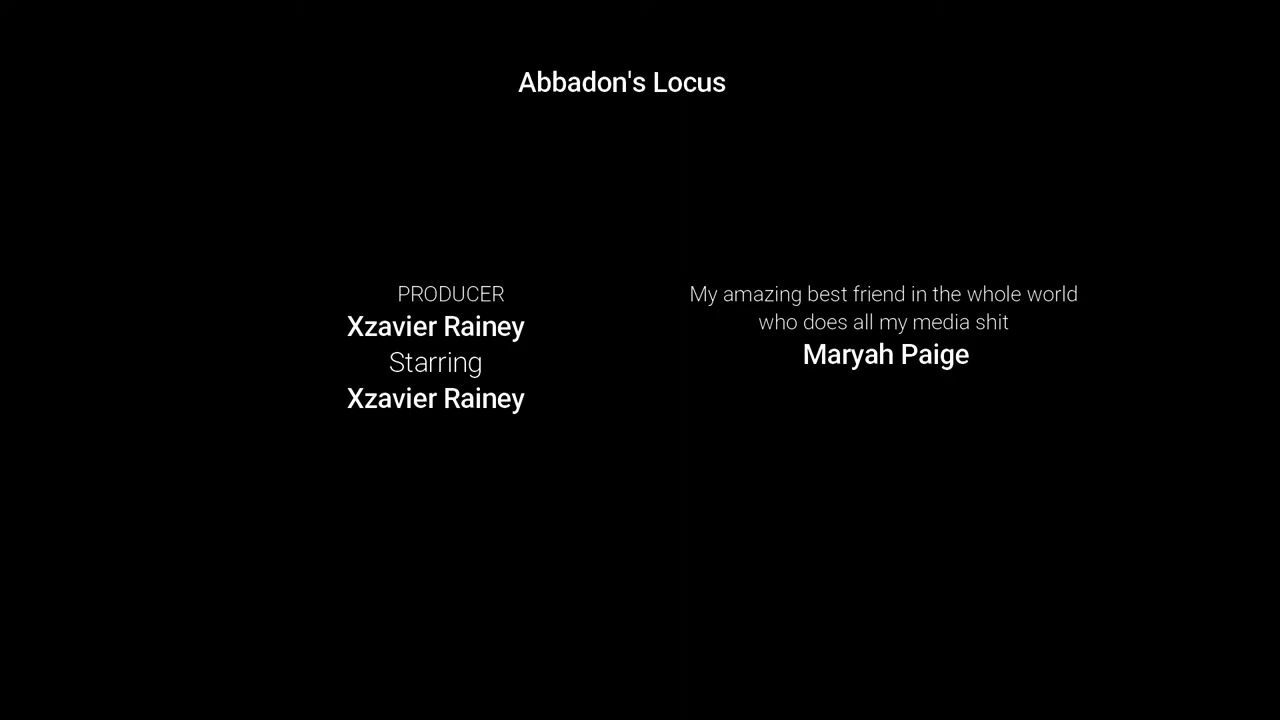 Abbadon's Locus
PRODUCER
Xzavier Rainey
Starring
Xzavier Rainey
My amazing best friend in the whole world
who does all my media shit
Maryah Paige